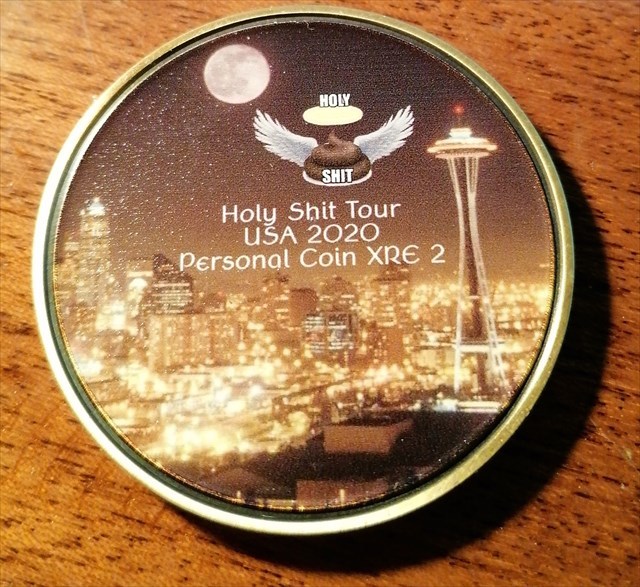 HOLY
SHIT
Holy Shit Tour
USA 2020
Personal Coin XRE 2